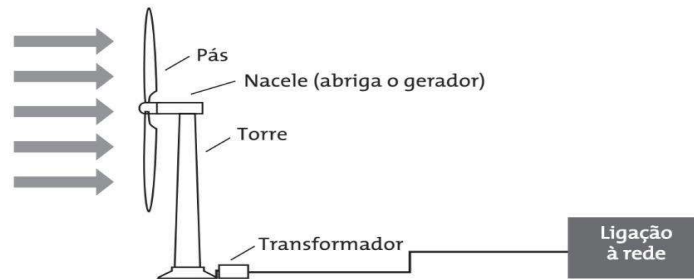 Pás
Nacele (abriga o gerador)
Torre
Transformador
Ligação
à rede